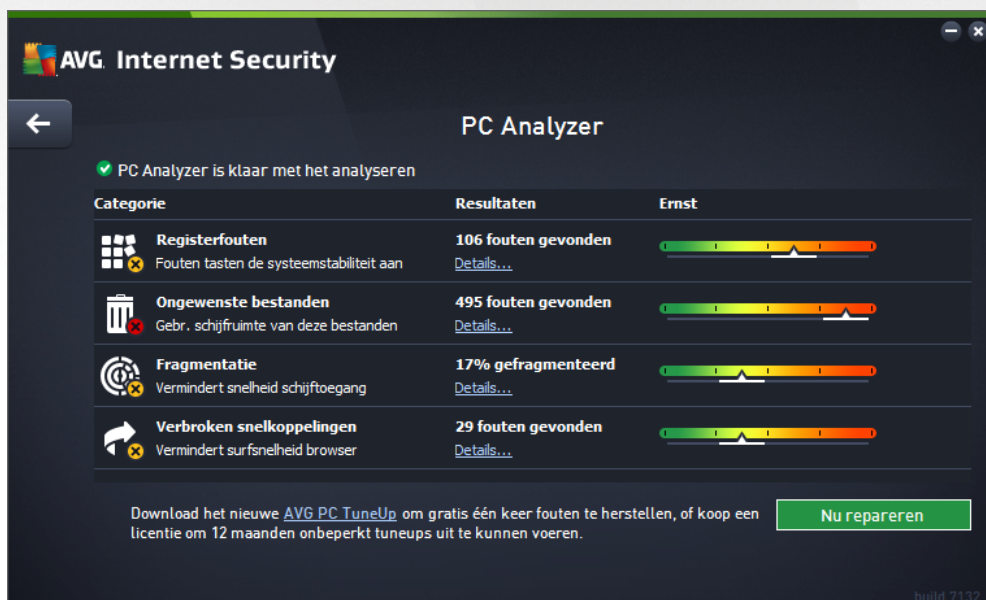 AVG. Internet Security
PC Analyzer
PC Analyzer is klaar met het analyseren
Categorie Resultaten Ernst
Registerfouten 106 fouten gevonden
Fouten tasten de systeemstabiliteit aan Details...
Ongewenste bestanden 495 fouten gevonden
Gebr. schijfruimte van deze bestanden Details...
Fragmentatie 17% gefragmenteerd
Vermindert snelheid schijftoegang Details...
Verbroken snelkoppelingen 29 fouten gevonden
Vermindert surfsnelheid browser Details...
Download het nieuwe AVG PC TuneUp om gratis één keer fouten te herstellen, of koop een
licentie om 12 maanden onbeperkt tuneups uit te kunnen voeren.
Nu repareren
build 7132